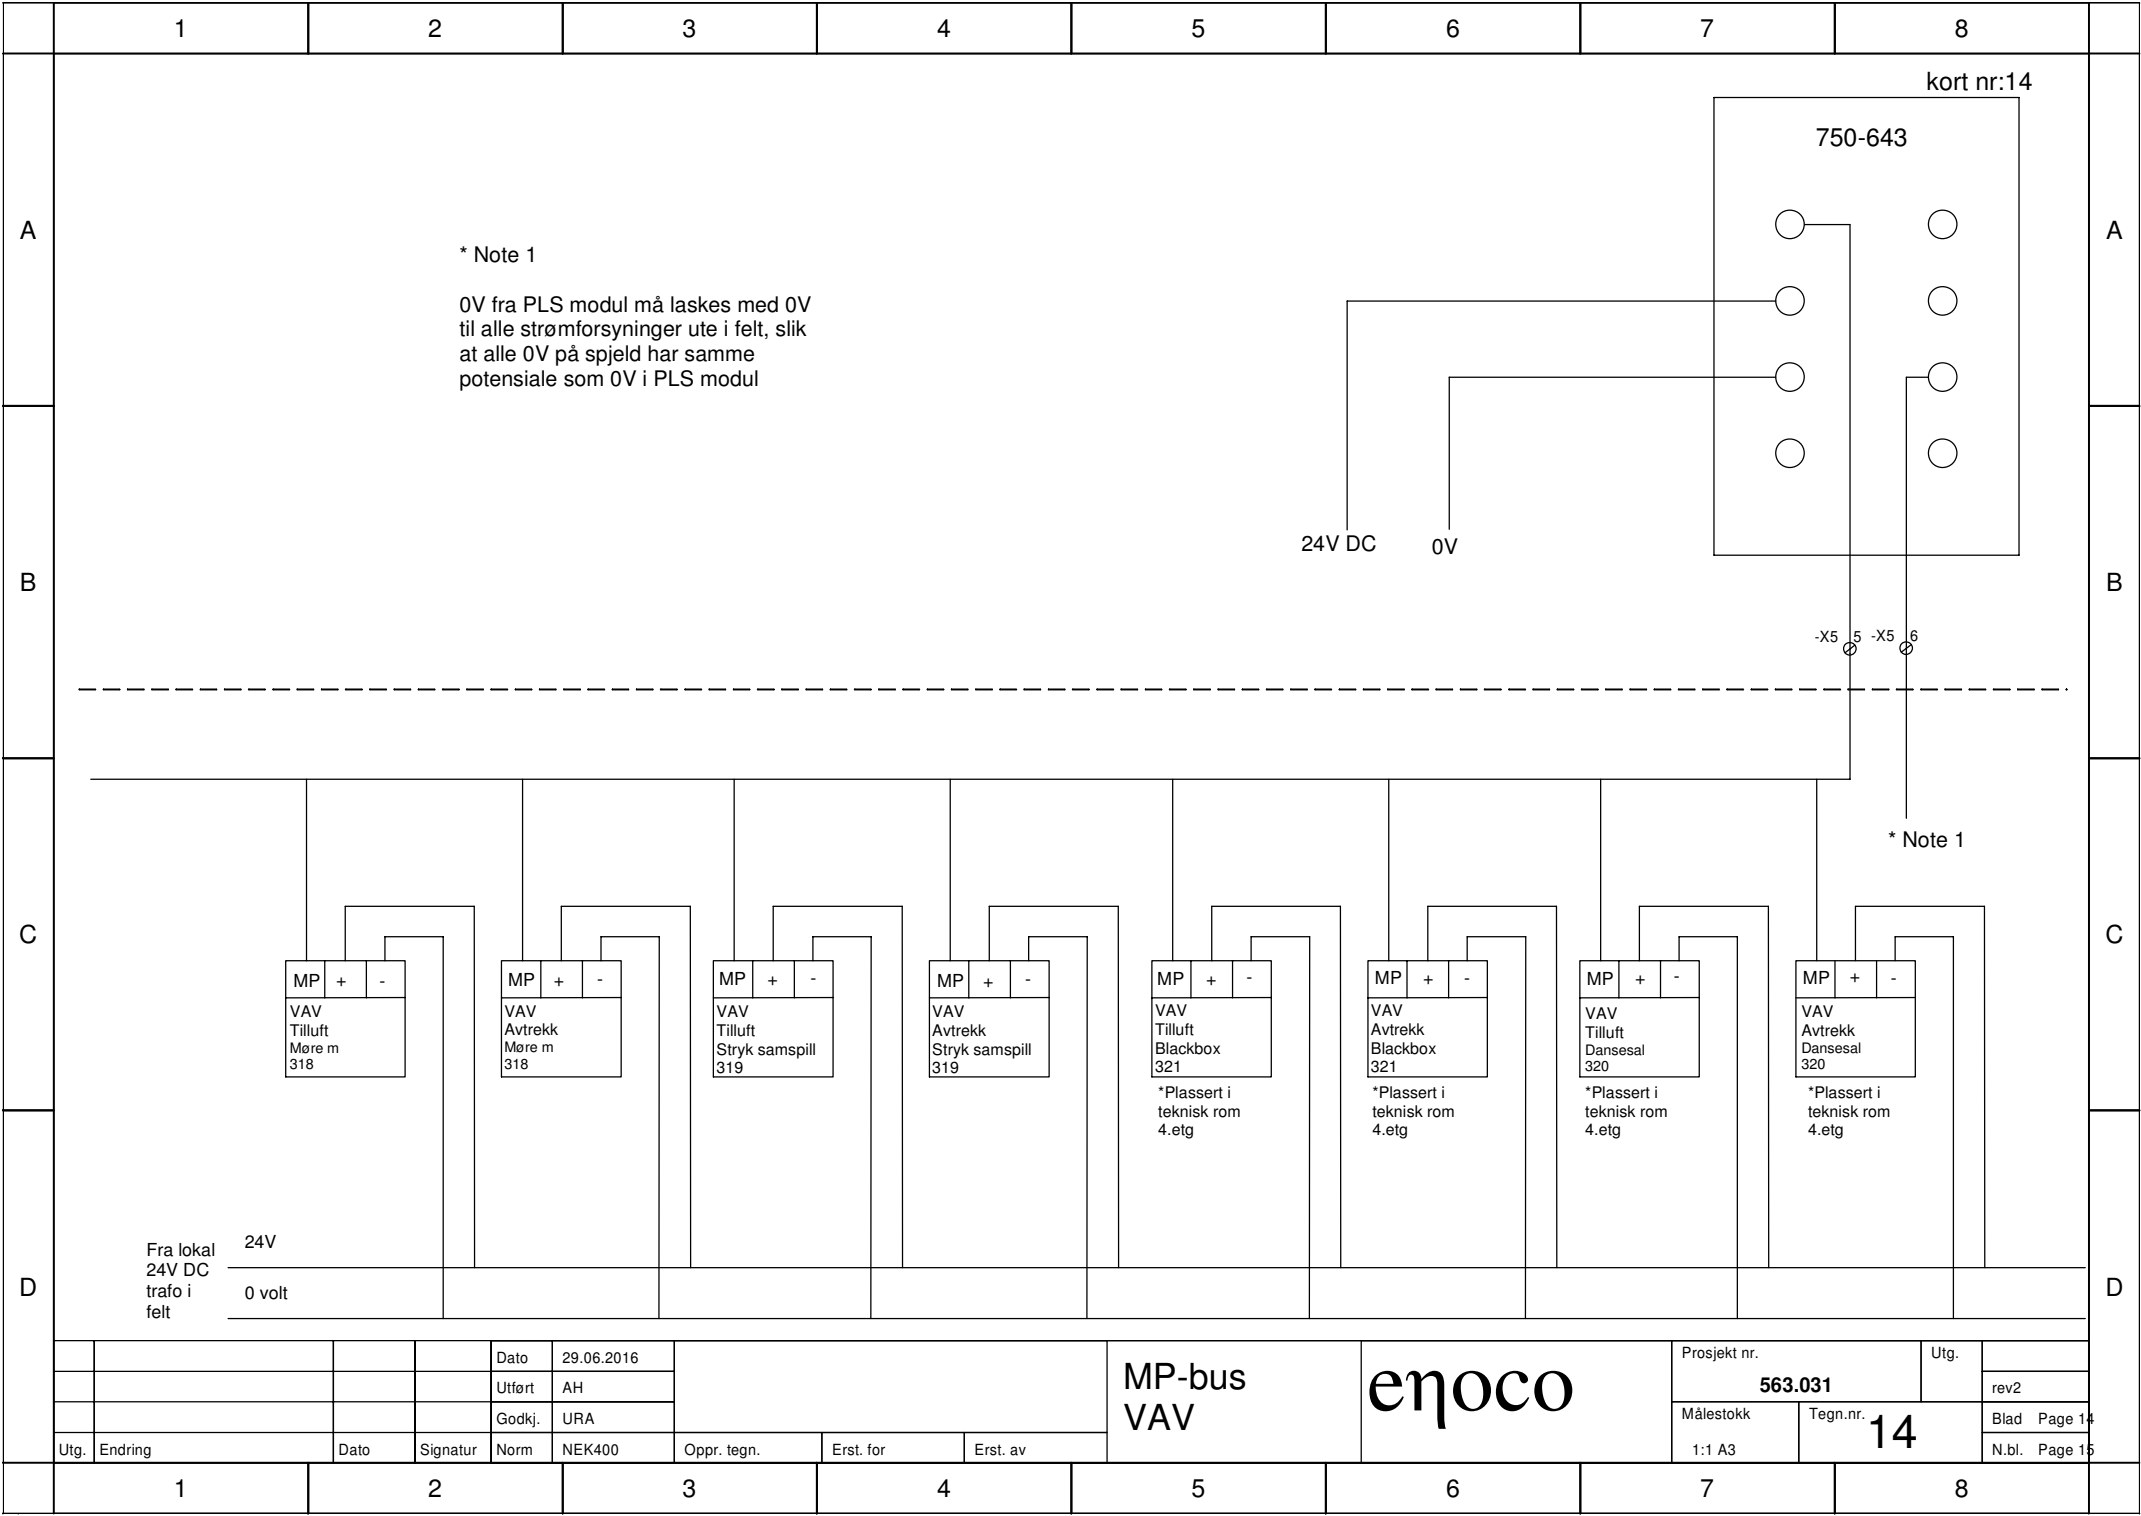 1 2 3 4 5 6 7 8
kort nr:14
750-643
A A
* Note 1
0V fra PLS modul må laskes med 0V
til alle strømforsyninger ute i felt, slik
at alle 0V på spjeld har samme
potensiale som 0V i PLS modul
24V DC 0V
B B
-X5 5 -X5 6
* Note 1
C C
MP + -
VAV
Tilluft
Møre m
318
MP + -
VAV
Avtrekk
Møre m
318
MP + -
VAV
Tilluft
Stryk samspill
319
MP + -
VAV
Avtrekk
Stryk samspill
319
MP + -
VAV
Tilluft
Blackbox
321
*Plassert i
teknisk rom
4.etg
MP + -
VAV
Avtrekk
Blackbox
321
*Plassert i
teknisk rom
4.etg
MP + -
VAV
Tilluft
Dansesal
320
*Plassert i
teknisk rom
4.etg
MP + -
VAV
Avtrekk
Dansesal
320
*Plassert i
teknisk rom
4.etg
Fra lokal
24V DC
trafo i
felt
24V
0 volt
D D
Dato 29.06.2016
Utført AH
Godkj. URA
Utg. Endring Dato Signatur Norm NEK400 Oppr. tegn. Erst. for Erst. av
MP-bus
VAV
eηoco
Prosjekt nr.
563.031
Utg.
rev2
Målestokk
1:1 A3
Tegn.nr. 14
Blad Page 14
N.bl. Page 15
1 2 3 4 5 6 7 8